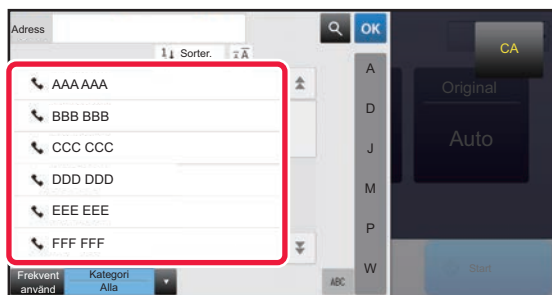 Adress
OK
CA
Sorter.
A
AAA AAA
Original
BBB BBB
D
Auto
CCC CCC
J
DDD DDD
M
EEE EEE
P
FFF FFF
W
Frekvent
använd
Kategori
Alla
ABC
Start